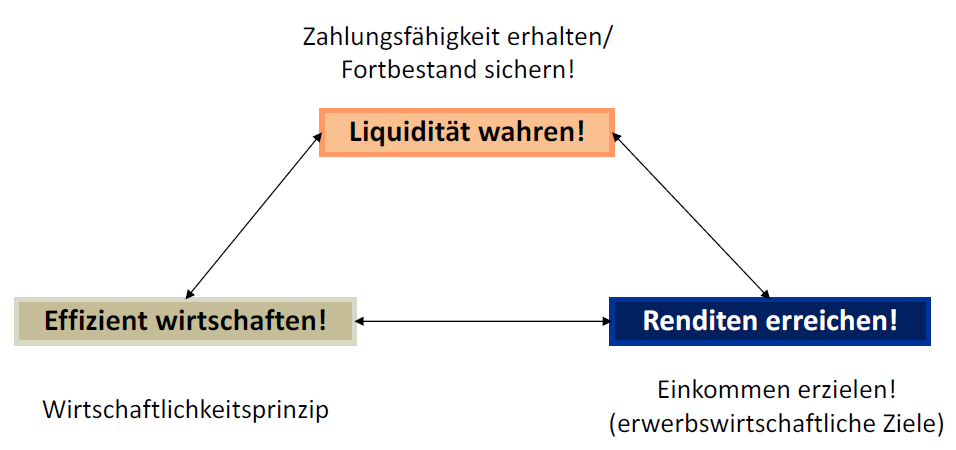 Zahlungsfähigkeit erhalten/
Fortbestand sichern!
Liquidität wahren!
Effizient wirtschaften!
Renditen erreichen!
Wirtschaftlichkeitsprinzip
Einkommen erzielen!
(erwerbswirtschaftliche Ziele)